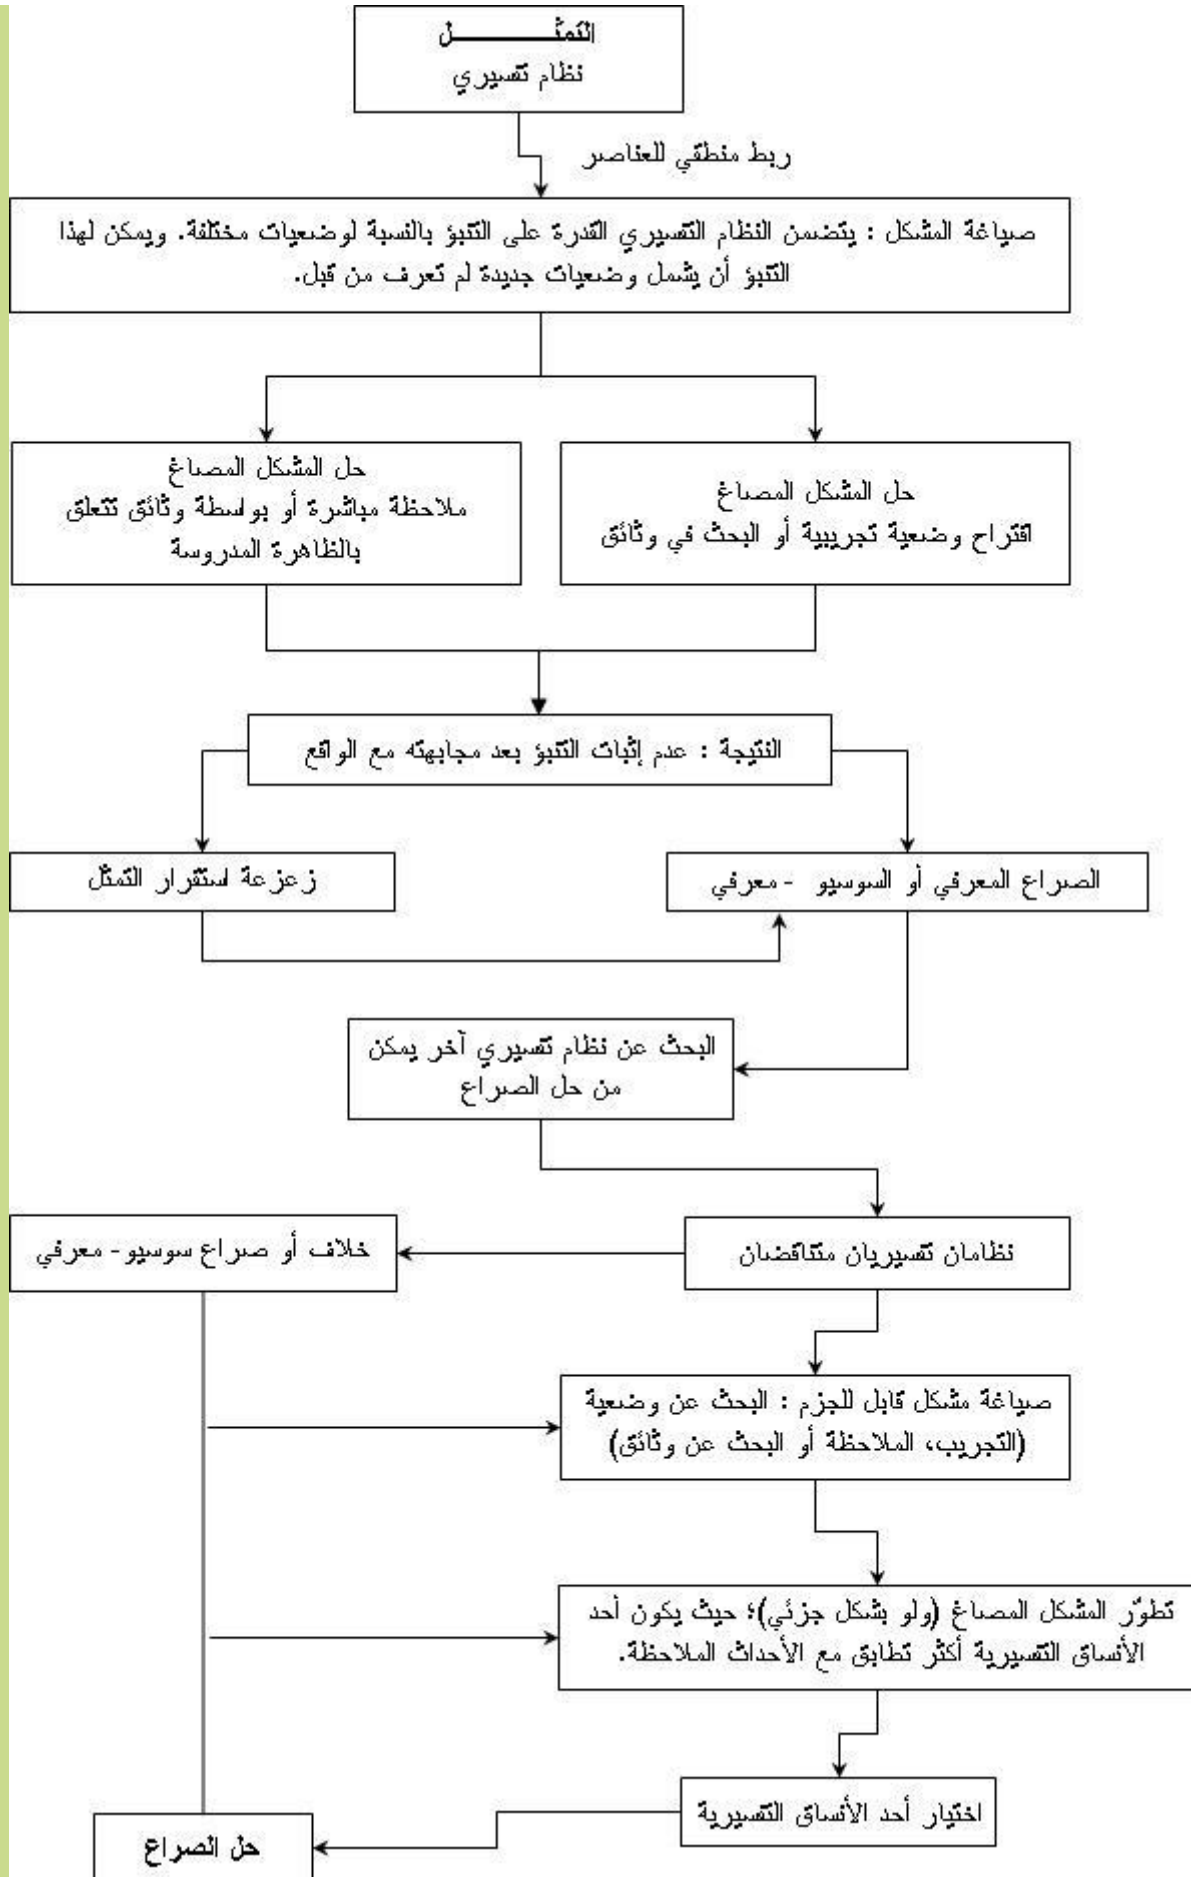 التمثـــــــــل
نظام تفسيري
ربط منطقي للعناصر
صياغة المشكل : يتضمن النظام التفسيري القدرة على التنبؤ بالنسبة لوضعيات مختلفة. ويمكن لهذا
التنبؤ أن يشمل وضعيات جديدة لم تعرف من قبل.
حل المشكل المصاغ
اقتراح وضعية تجريبية أو البحث في وثائق
حل المشكل المصاغ
ملاحظة مباشرة أو بواسطة وثائق تتعلق
بالظاهرة المدروسة
النتيجة : عدم إثبات التنبؤ بعد مجابهته مع الواقع
الصراع المعرفي أو السوسيو - معرفي
زعزعة استقرار التمثل
البحث عن نظام تفسيري آخر يمكن
من حل الصراع
نظامان تفسيريان متناقضان
خلاف أو صراع سوسيو- معرفي
صياغة مشكل قابل للجزم : البحث عن وضعية
(التجريب، الملاحظة أو البحث عن وثائق)
تطوّر المشكل المصاغ (ولو بشكل جزئي)؛ حيث يكون أحد
الأنساق التفسيرية أكثر تطابق مع الأحداث الملاحظة.
اختيار أحد الأنساق التفسيرية
حل الصراع